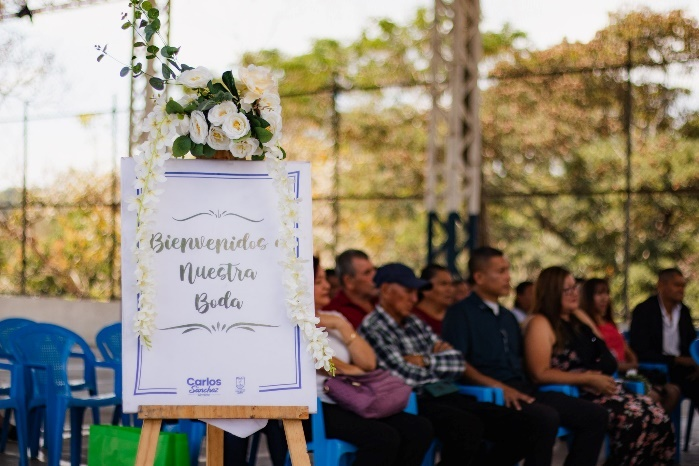 Bienvenidos a
Nuestra
Boda
Carlos
Sánchez